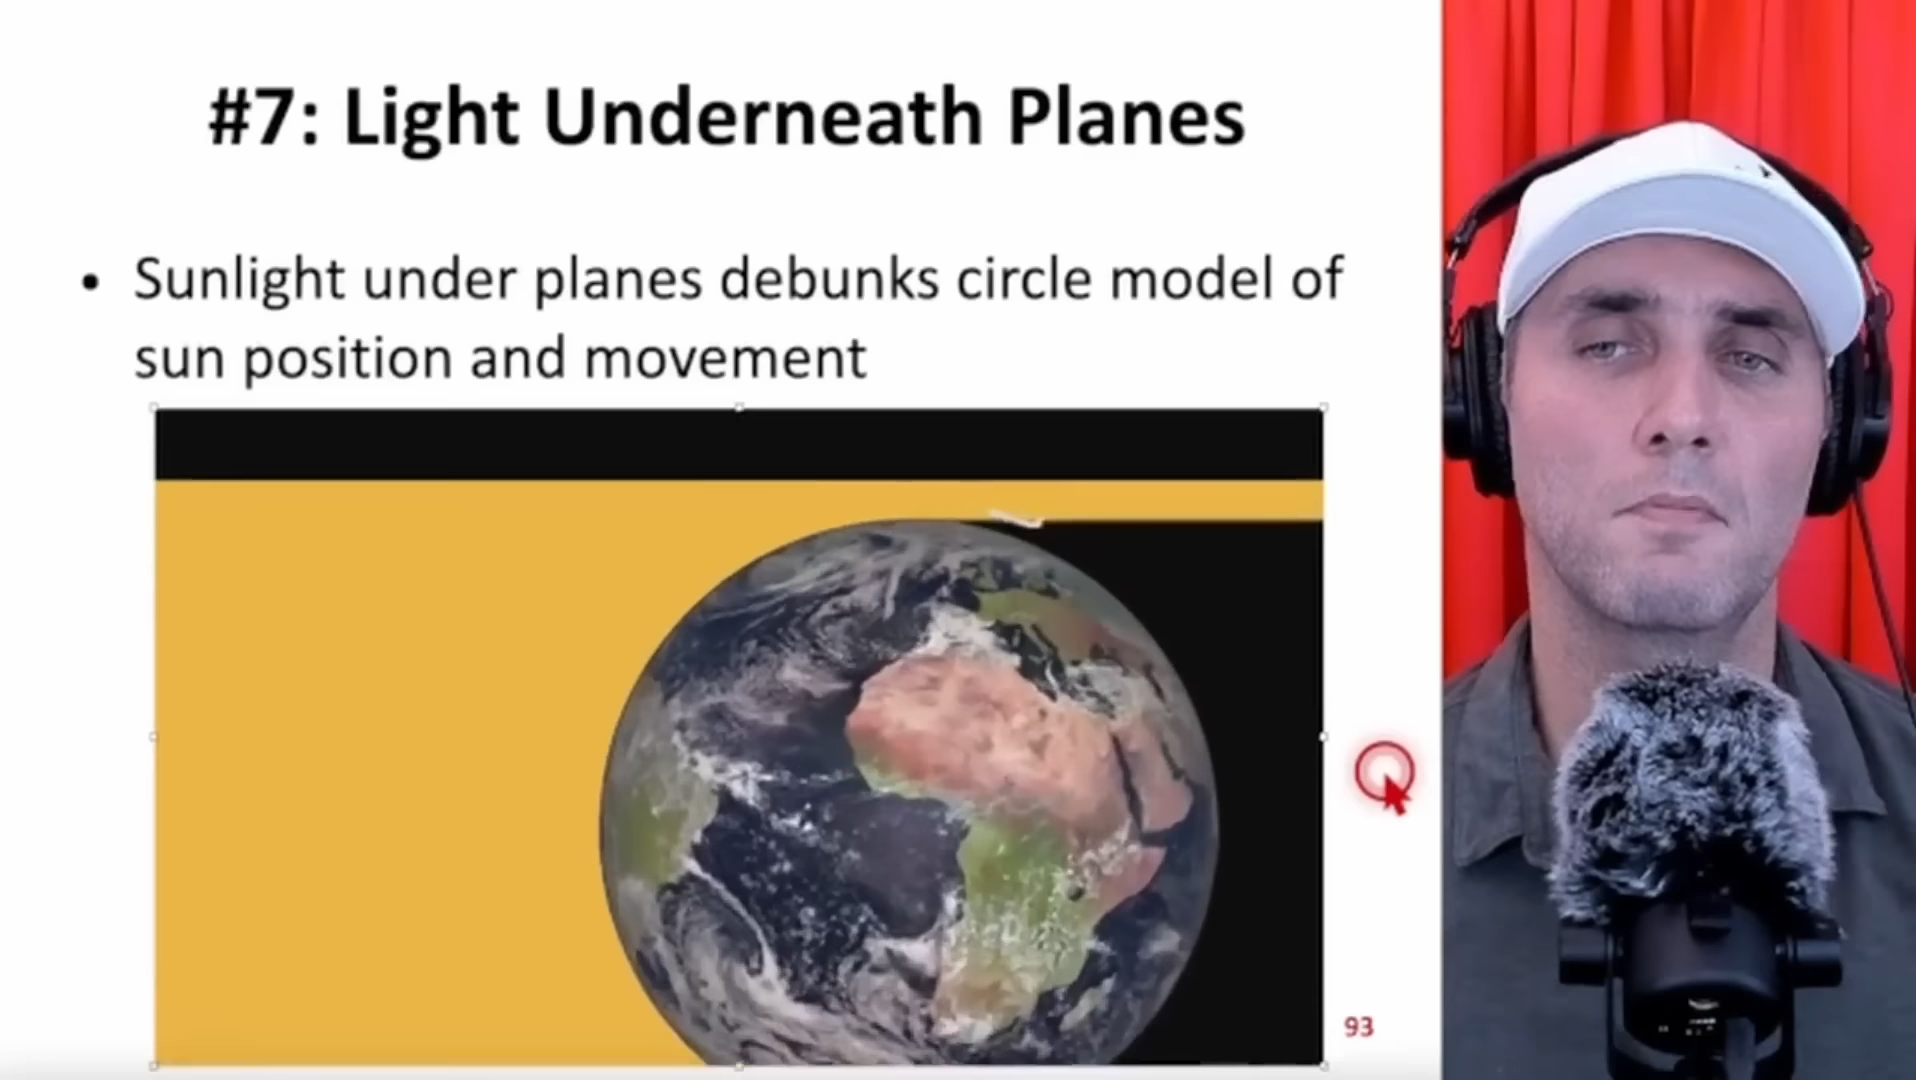 #7: Light Underneath Planes
• Sunlight under planes debunks circle model of
sun position and movement
93